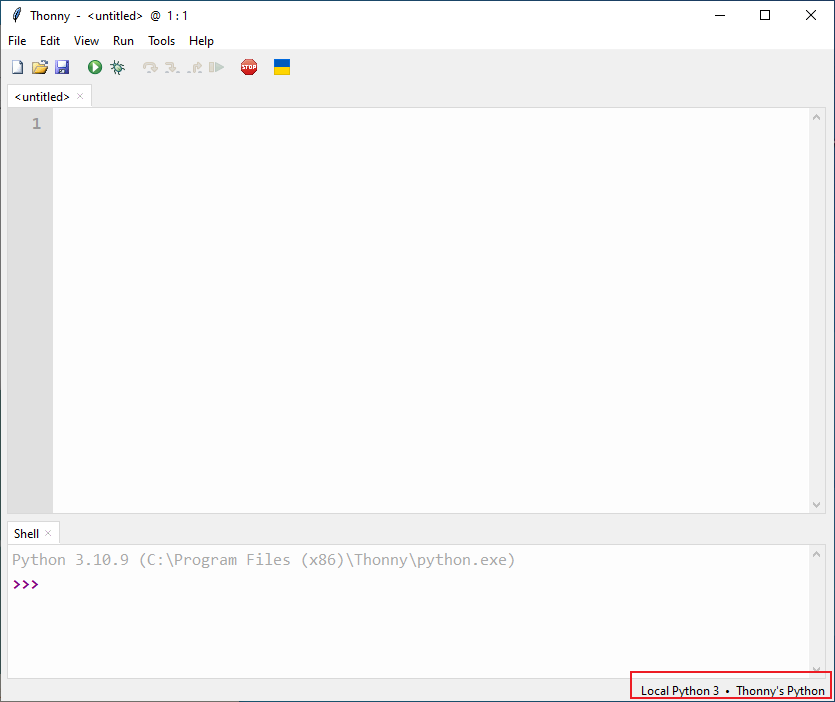 Thonny - <untitled> @ 1:1
File Edit View Run Tools Help
STOP
<untitled> ×
1
Shell ×
Python 3.10.9 (C:\Program Files (x86)\Thonny\python.exe)
>>>
Local Python 3 • Thonny's Python